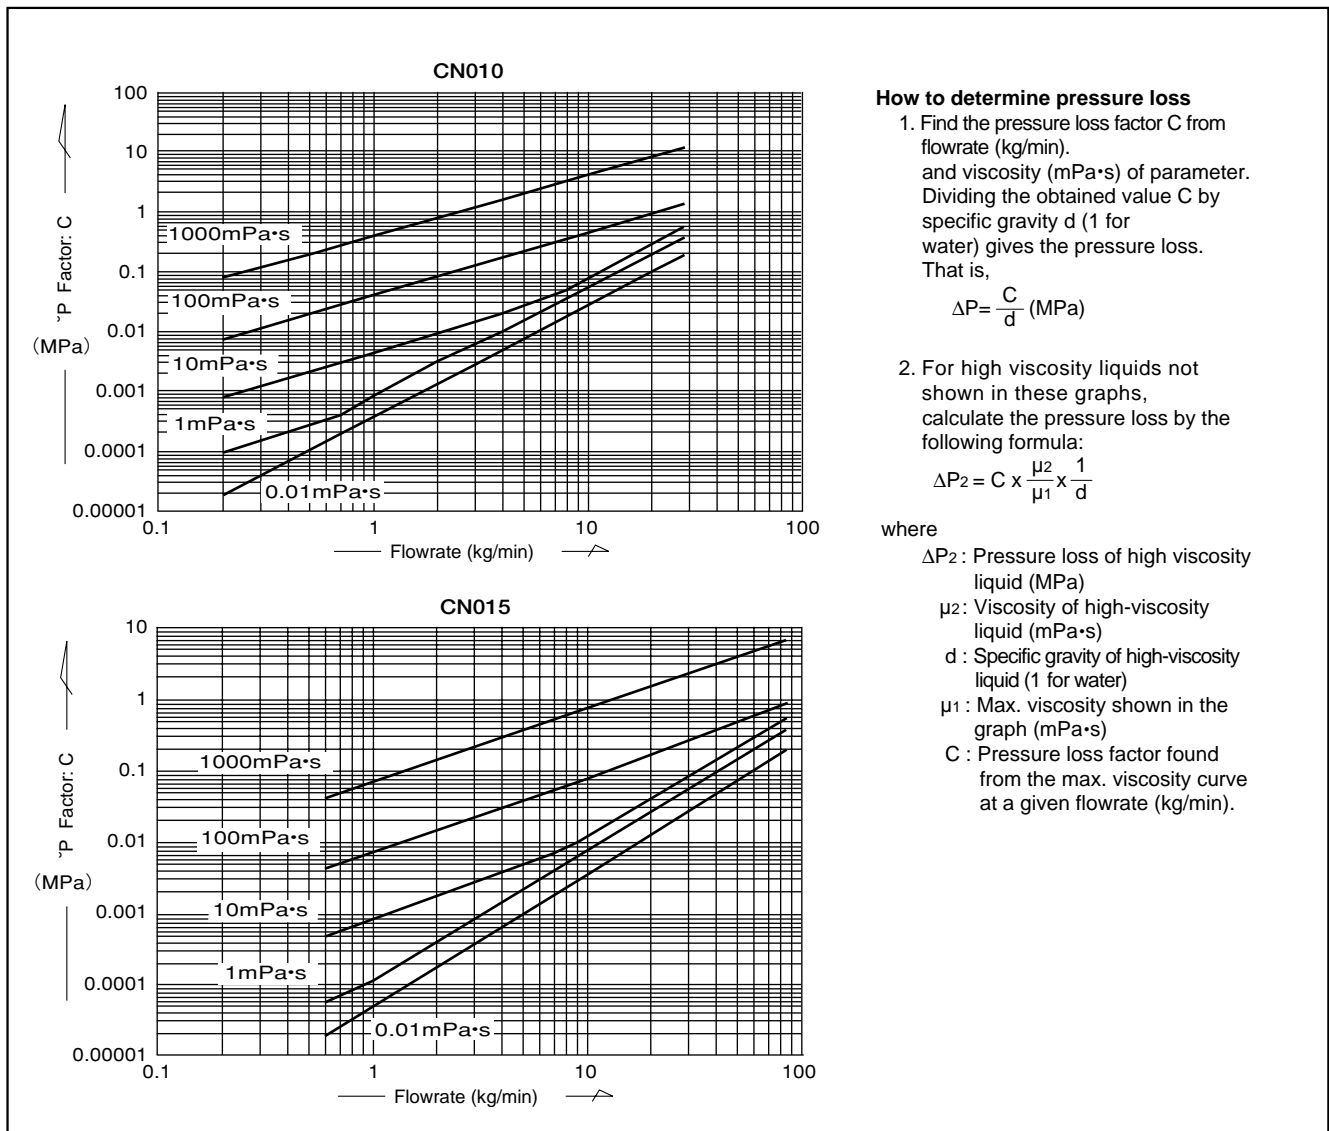 CN010
100
10
1
0.1
0.01
0.001
0.0001
0.00001
℃P Factor: C
(MPa)
1000mPa•s
100mPa•s
10mPa•s
1mPa•s
0.01mPa•s
0.1
1
10
100
Flowrate (kg/min)
CN015
10
1
0.1
0.01
0.001
0.0001
0.00001
P Factor: C
(MPa)
1000mPa•s
100mPa•s
10mPa•s
1mPa•s
0.01mPa•s
0.1
1
10
100
Flowrate (kg/min)
How to determine pressure loss
1. Find the pressure loss factor C from
flowrate (kg/min).
and viscosity (mPa•s) of parameter.
Dividing the obtained value C by
specific gravity d (1 for
water) gives the pressure loss.
That is,
ΔP= C/d (MPa)
2. For high viscosity liquids not
shown in these graphs,
calculate the pressure loss by the
following formula:
ΔP2 = C x μ2/μ1 x 1/d
where
ΔP2 : Pressure loss of high viscosity
liquid (MPa)
μ2 : Viscosity of high-viscosity
liquid (mPa•s)
d : Specific gravity of high-viscosity
liquid (1 for water)
μ1 : Max. viscosity shown in the
graph (mPa•s)
C : Pressure loss factor found
from the max. viscosity curve
at a given flowrate (kg/min).